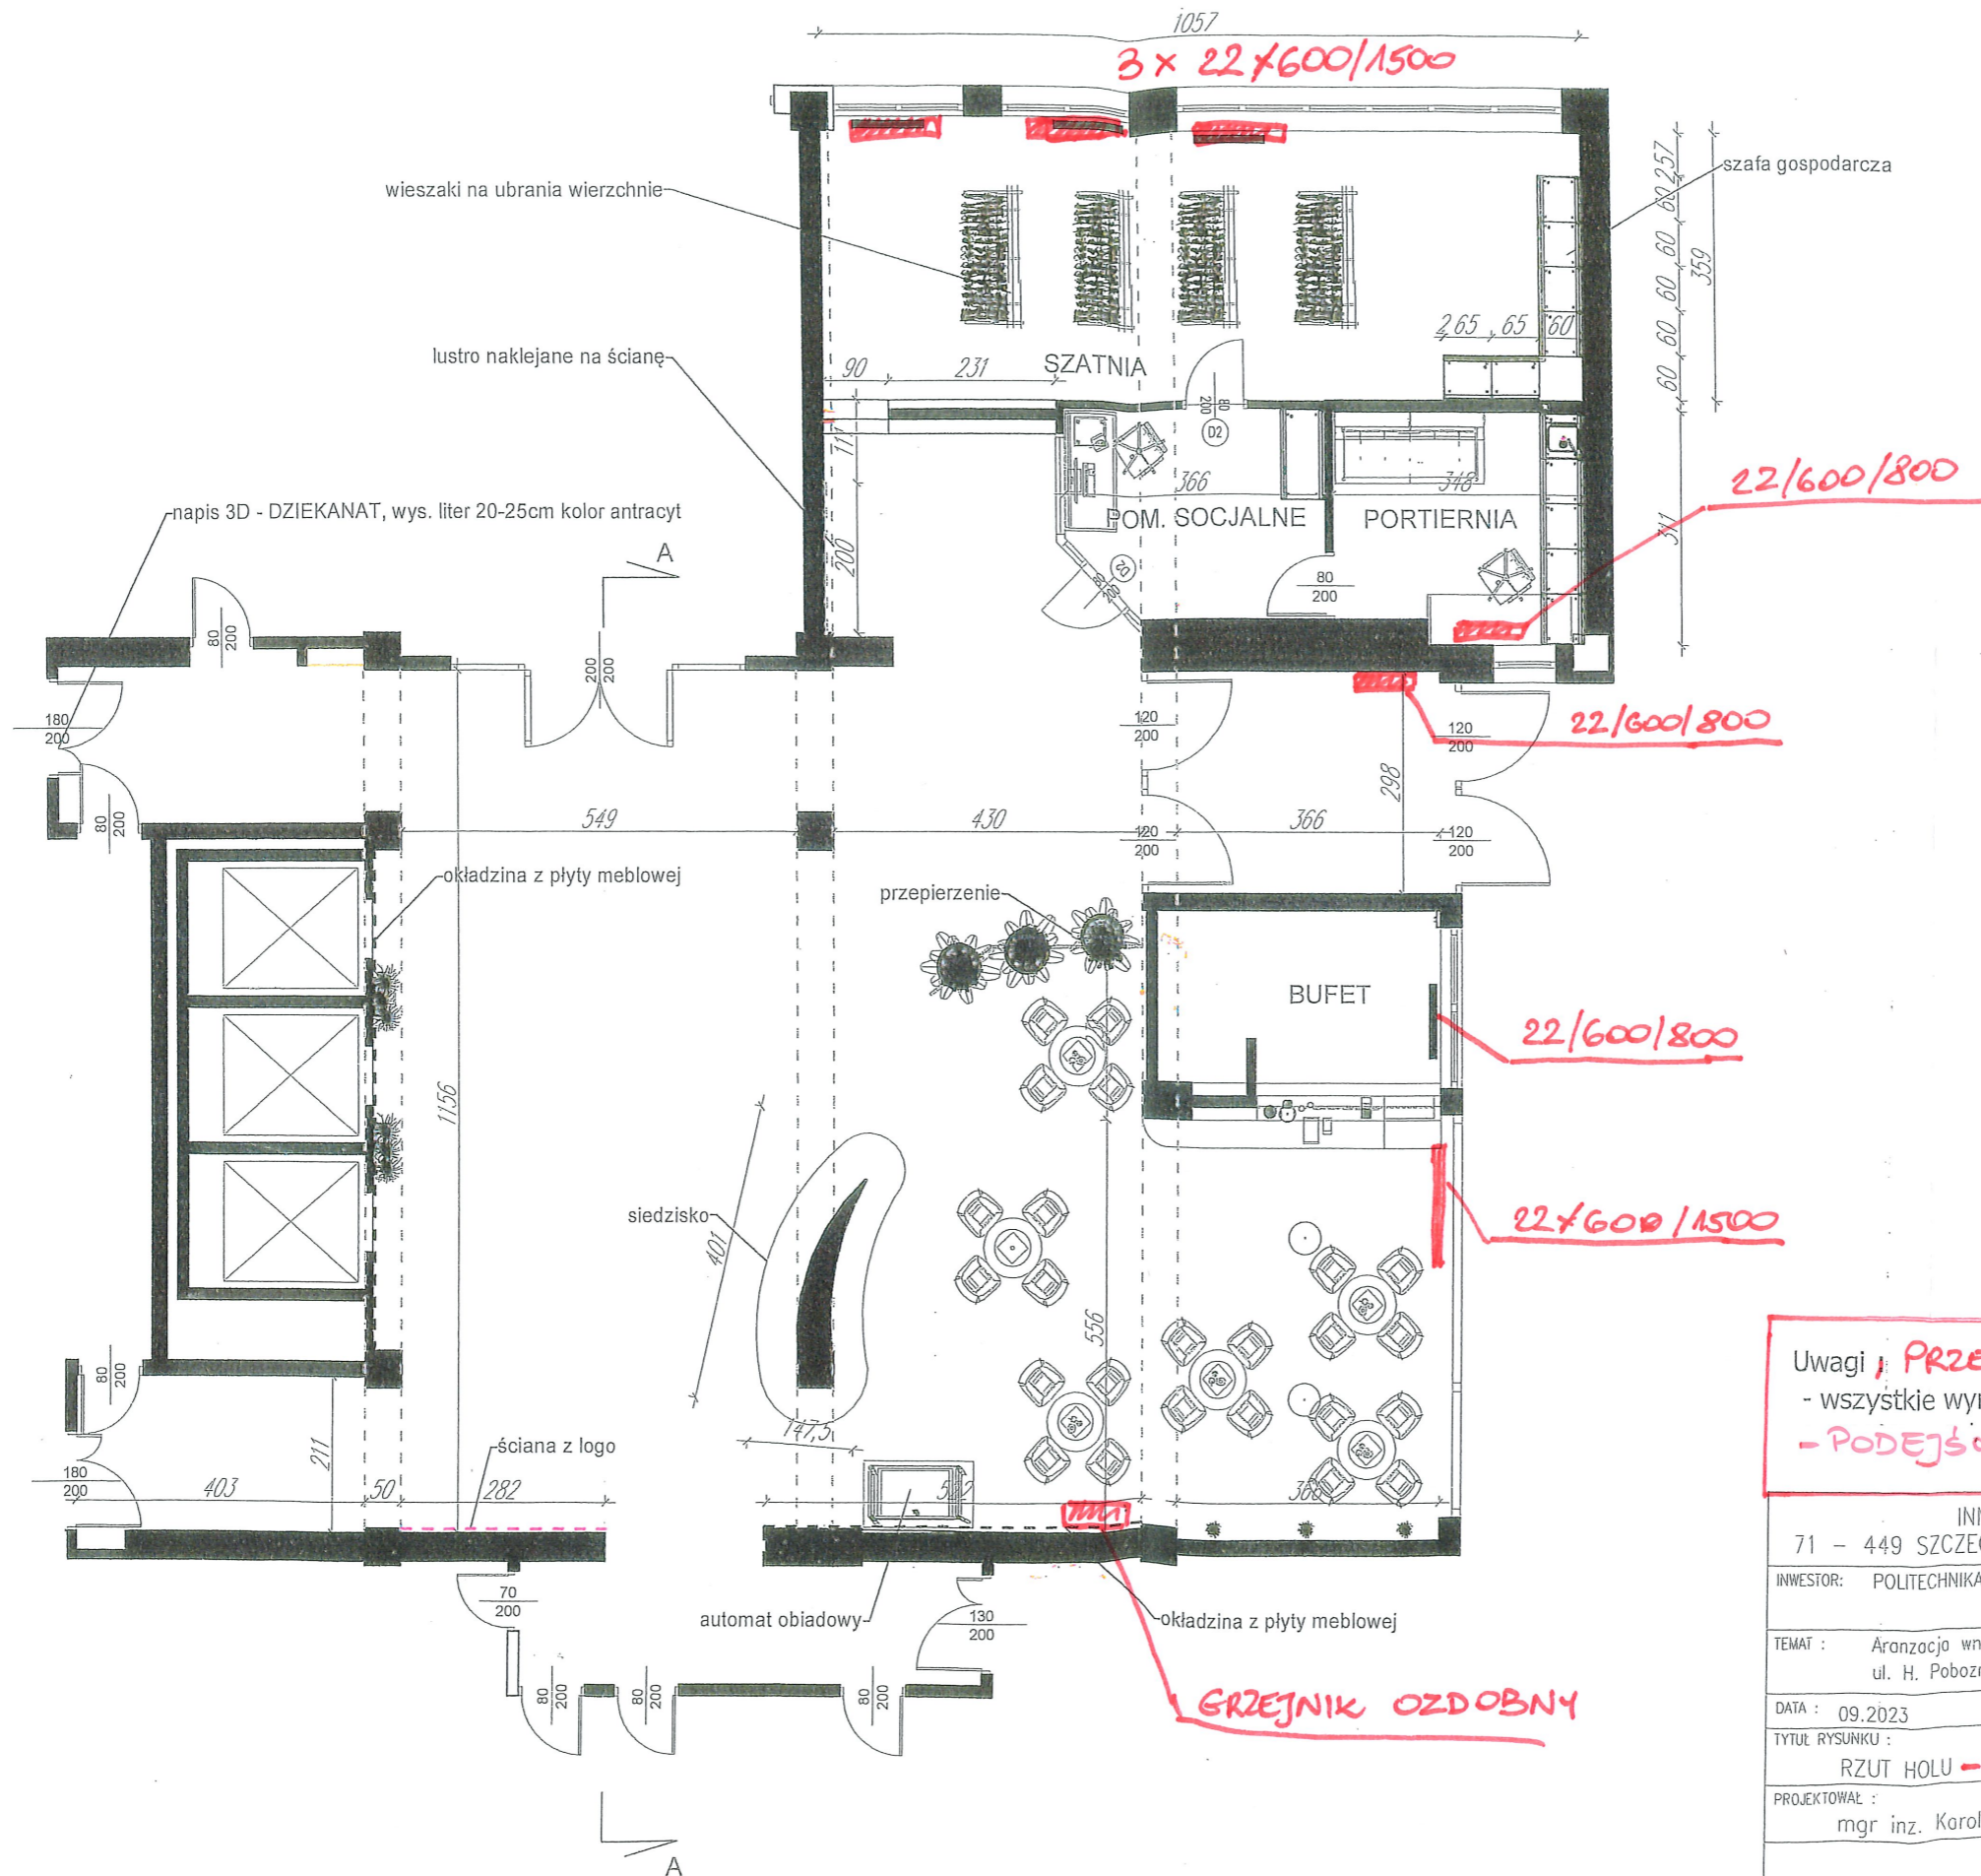 1057
3 × 22/600/1500
wieszaki na ubrania wierzchnie
szafa gospodarcza
257
60
60
60
60
60
359
265
65
60
lustro naklejane na ścianę
SZATNIA
90
231
80
200
D2
111
366
348
22/600/800
napis 3D - DZIEKANAT, wys. liter 20-25cm kolor antracyt
POM. SOCJALNE
PORTIERNIA
311
A
200
D2
80
200
80
200
200
200
180
200
120
200
22/600/800
120
200
298
80
200
549
430
120
200
366
120
200
okładzina z płyty meblowej
przepierzenie
BUFET
22/600/800
1156
siedzisko
401
22/600/1500
556
Uwagi ;
- wszystkie
147,5
80
200
211
ściana z logo
180
200
403
50
282
71 - 449
INWESTOR: POLITECHNIKA
70
200
automat obiadowy
130
200
okładzina z płyty meblowej
TEMAT : Aranzacja
ul. H.
80
200
80
200
80
200
GRZEJNIK OZDOBNY
DATA : 09.2023
TYTUŁ RYSUNKU :
RZUT HOLU -
PROJEKTOWAŁ :
mgr inz.
A